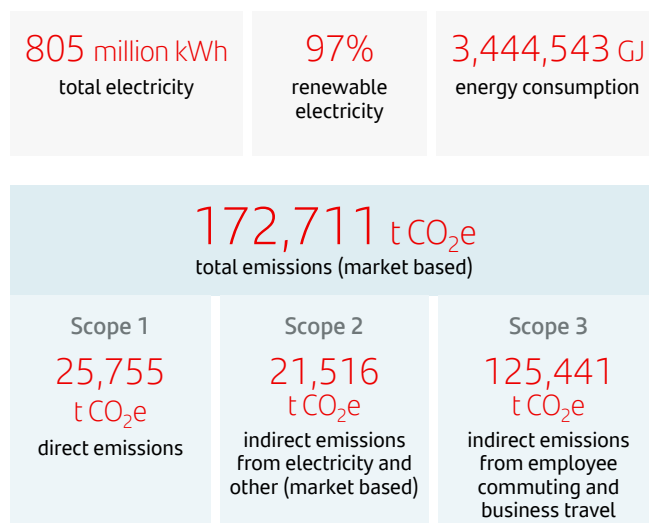 805 million kWh
total electricity
97%
renewable
electricity
3,444,543 GJ
energy consumption
172,711 t CO₂e
total emissions (market based)
Scope 1
25,755
t CO₂e
direct emissions
Scope 2
21,516
t CO₂e
indirect emissions
from electricity and
other (market based)
Scope 3
125,441
t CO₂e
indirect emissions
from employee
commuting and
business travel